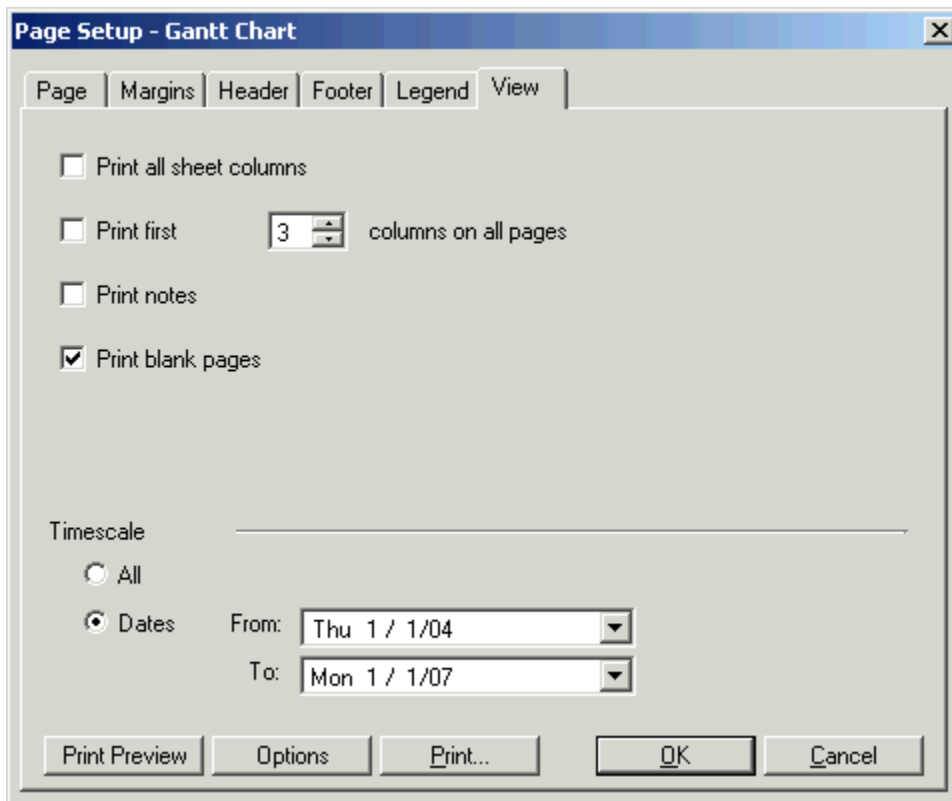 Page Setup - Gantt Chart
Page Margins Header Footer Legend View
Print all sheet columns
Print first 3 columns on all pages
Print notes
Print blank pages
Timescale
All
Dates From: Thu 1 / 1/04
To: Mon 1 / 1/07
Print Preview Options Print... OK Cancel